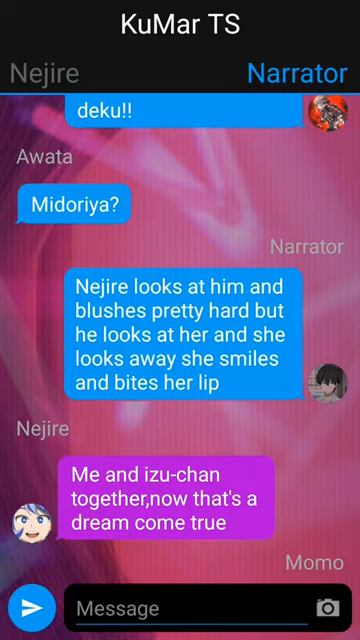 KuMar TS
Nejire Narrator
deku!!
Awata
Midoriya?
Narrator
Nejire looks at him and
blushes pretty hard but
he looks at her and she
looks away she smiles
and bites her lip
Nejire
Me and izu-chan
together,now that's a
dream come true
Momo
Message